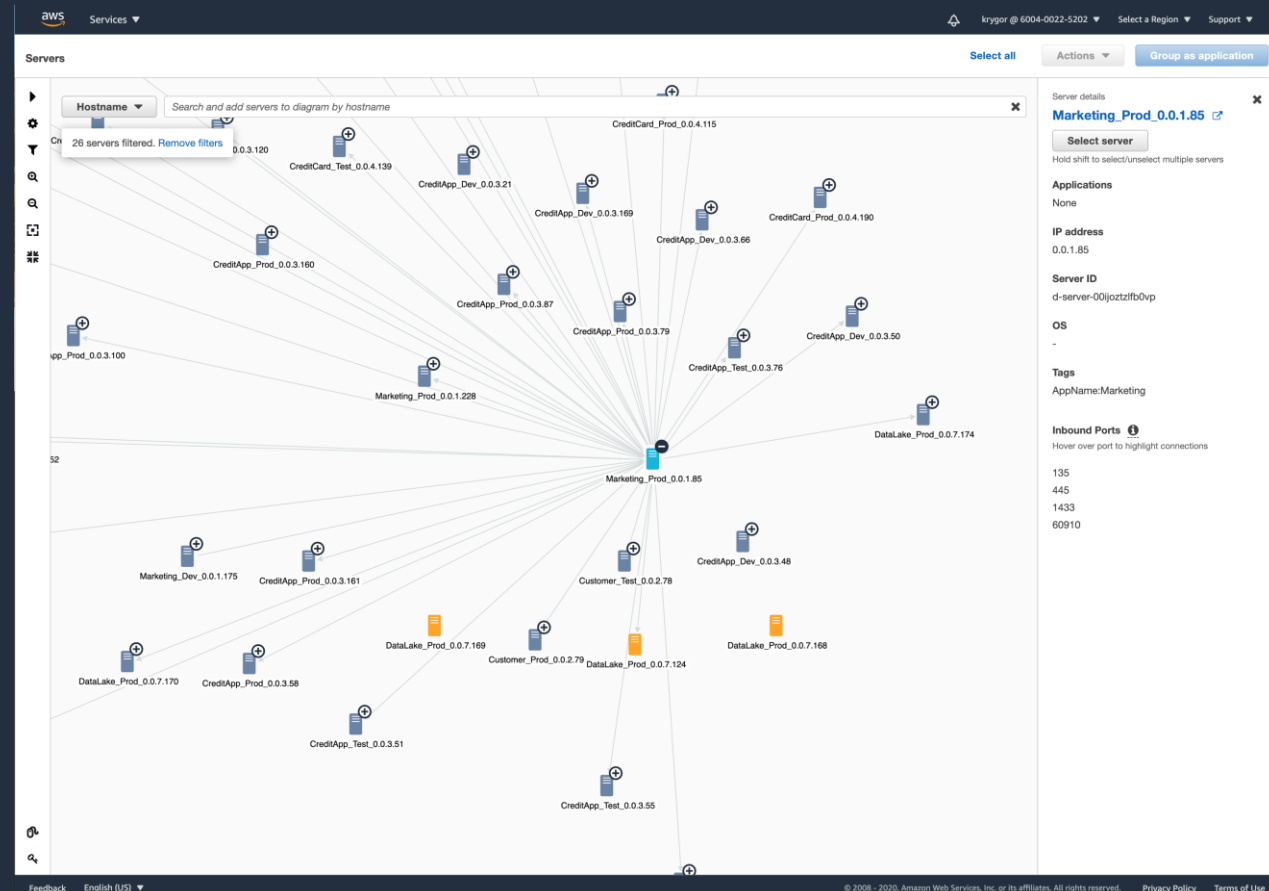 aws
Services
krygor @ 6004-0022-5202
Select a Region
Support
Servers
Select all
Actions
Group as application
Hostname
Search and add servers to diagram by hostname
26 servers filtered. Remove filters
0.0.3.120
CreditCard_Prod_0.0.4.115
CreditCard_Test_0.0.4.139
CreditApp_Dev_0.0.3.21
CreditApp_Dev_0.0.3.169
CreditCard_Prod_0.0.4.190
CreditApp_Dev_0.0.3.66
CreditApp_Prod_0.0.3.160
CreditApp_Prod_0.0.3.87
CreditApp_Prod_0.0.3.79
CreditApp_Dev_0.0.3.50
pp_Prod_0.0.3.100
CreditApp_Test_0.0.3.76
Marketing_Prod_0.0.1.228
DataLake_Prod_0.0.7.174
52
Marketing_Prod_0.0.1.85
CreditApp_Dev_0.0.3.48
Marketing_Dev_0.0.1.175
CreditApp_Prod_0.0.3.161
Customer_Test_0.0.2.78
DataLake_Prod_0.0.7.169
Customer_Prod_0.0.2.79
DataLake_Prod_0.0.7.124
DataLake_Prod_0.0.7.168
DataLake_Prod_0.0.7.170
CreditApp_Prod_0.0.3.58
CreditApp_Test_0.0.3.51
CreditApp_Test_0.0.3.55
Server details
Marketing_Prod_0.0.1.85
Select server
Hold shift to select/unselect multiple servers
Applications
None
IP address
0.0.1.85
Server ID
d-server-00ijoztzlfb0vp
OS
-
Tags
AppName:Marketing
Inbound Ports
Hover over port to highlight connections
135
445
1433
60910
Feedback
English (US)
© 2008 - 2020, Amazon Web Services, Inc. or its affiliates. All rights reserved.
Privacy Policy
Terms of Use